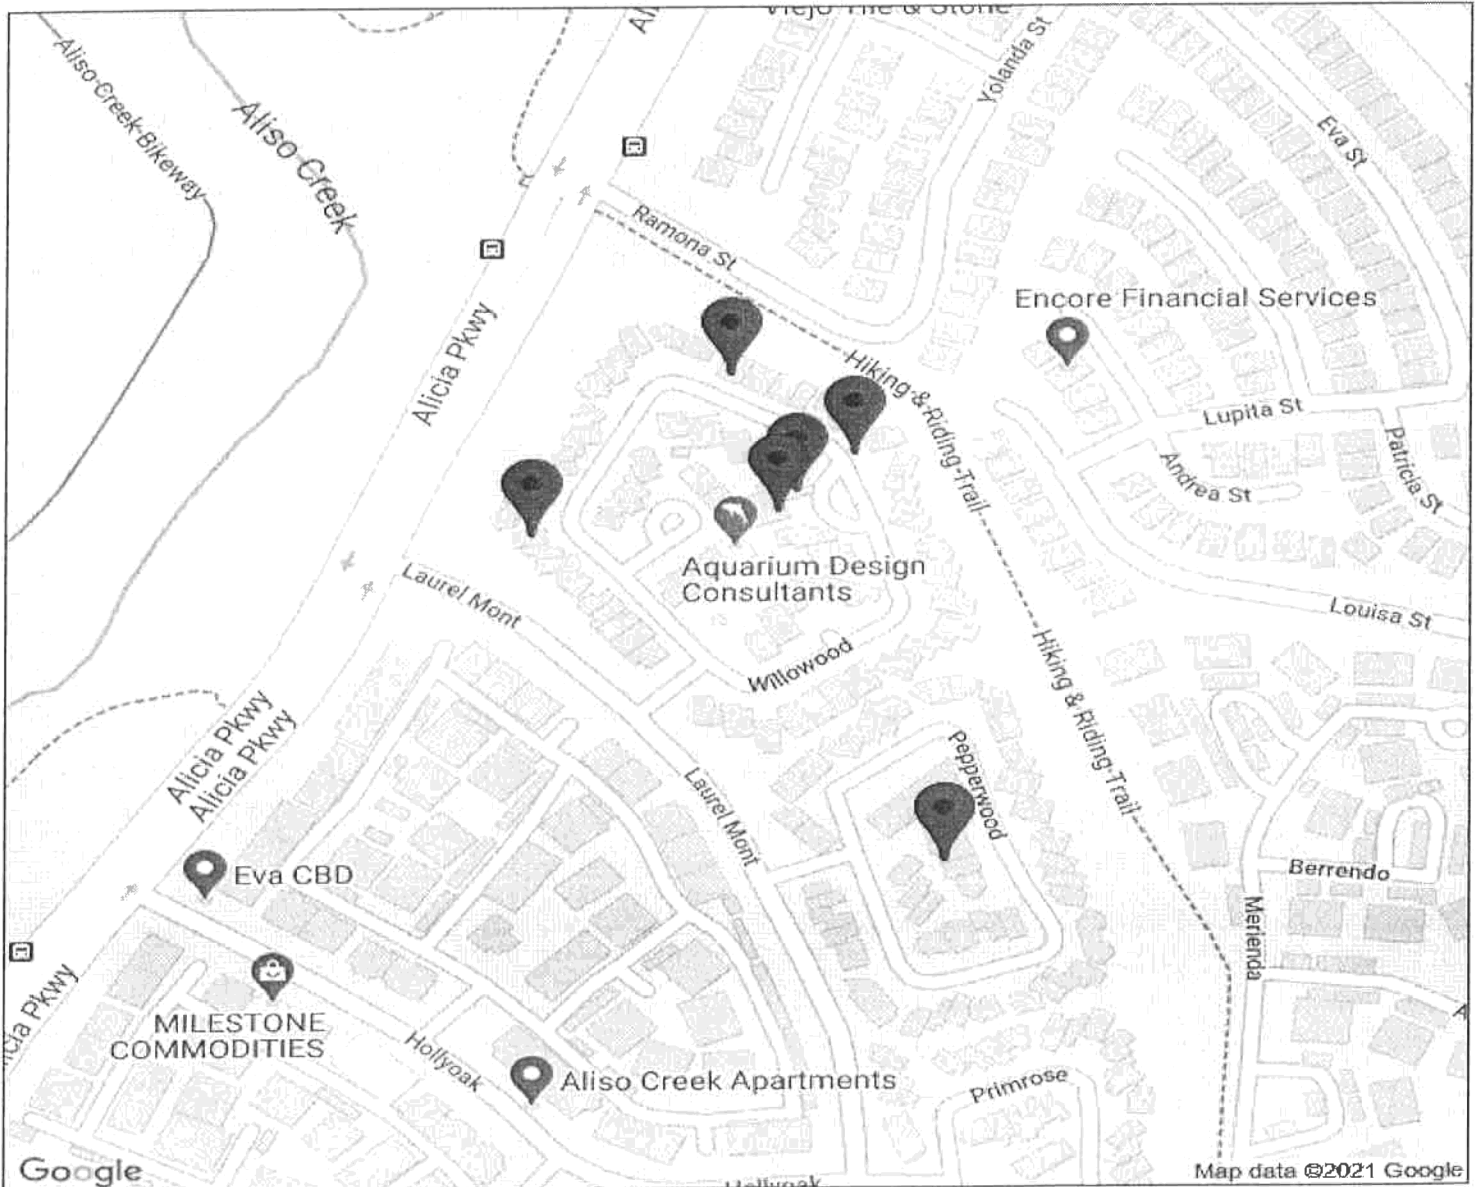 Viejo Tile & Stone
Yolanda St
Aliso Creek Bikeway
Aliso Creek
Eva St
Ramona St
Encore Financial Services
Alicia Pkwy
Hiking & Riding Trail
Lupita St
Patricia St
Andrea St
Aquarium Design
Consultants
Laurel Mont
Louisa St
Willowood
Hiking & Riding Trail
Alicia Pkwy
Alicia Pkwy
Pepperwood
Laurel Mont
Eva CBD
Berrendo
Merienda
icia Pkwy
MILESTONE
COMMODITIES
Hollyoak
Aliso Creek Apartments
Primrose
Google
Hollyoak
Map data ©2021 Google